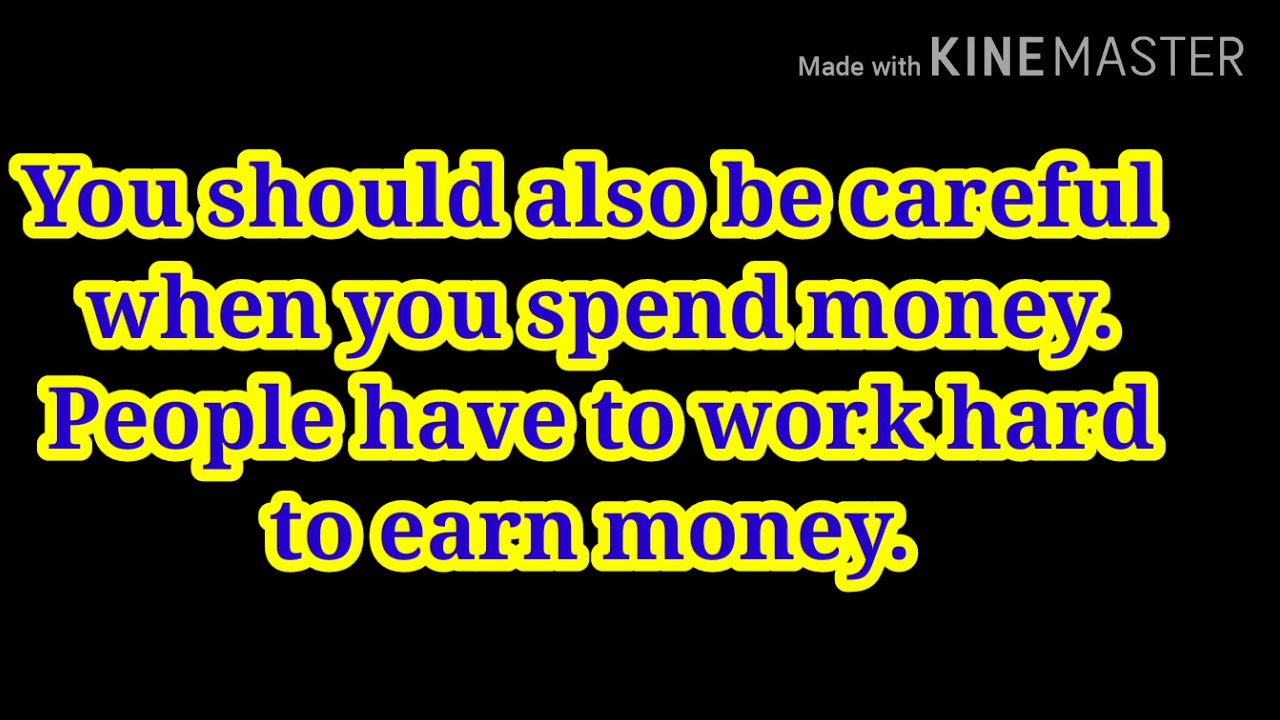 Made with KINEMASTER
You should also be careful
when you spend money.
People have to work hard
to earn money.